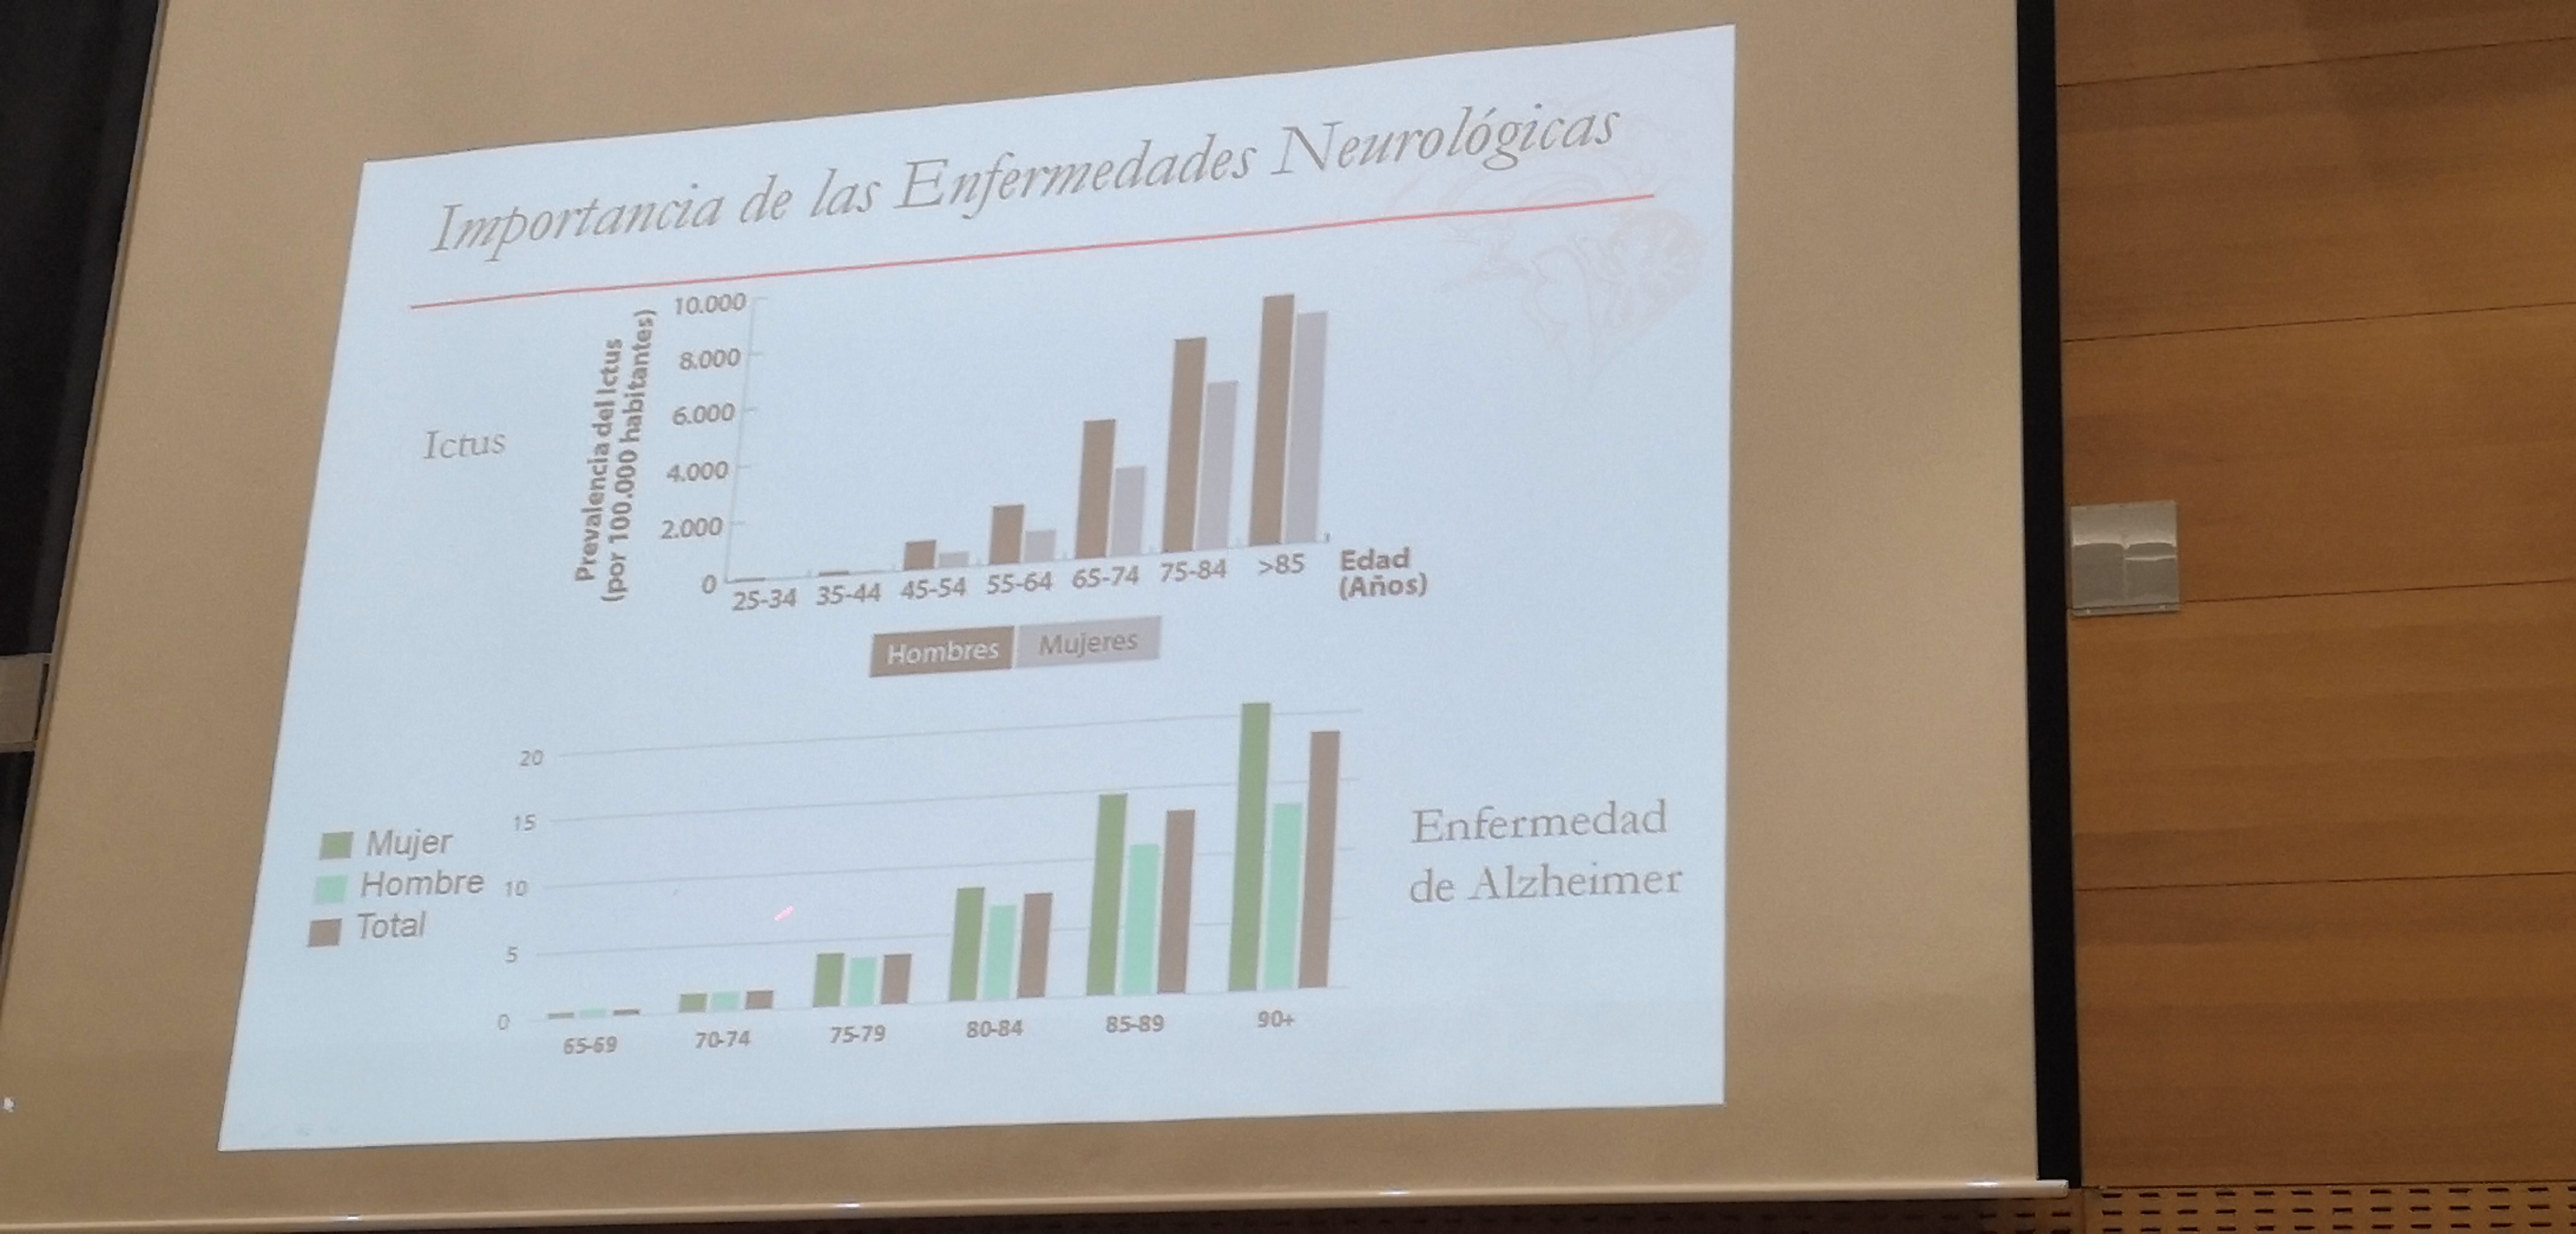 Importancia de las Enfermedades Neurológicas
Ictus
Prevalencia del Ictus
(por 100.000 habitantes)
10.000
8.000
6.000
4.000
2.000
0
25-34 35-44 45-54 55-64 65-74 75-84 >85
Edad
(Años)
Hombres Mujeres
20
15
10
5
0
Mujer
Hombre
Total
65-69 70-74 75-79 80-84 85-89 90+
Enfermedad
de Alzheimer